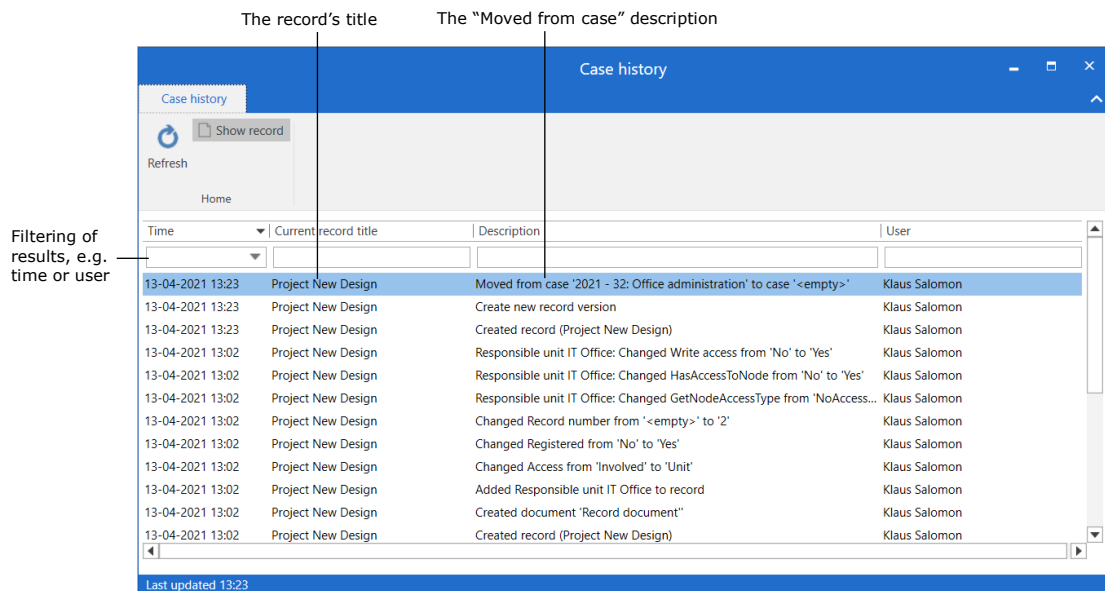 The record's title
The “Moved from case” description
Case history
Case history
Show record
Refresh
Home
Filtering of
results, e.g.
time or user
Time Current record title Description User
13-04-2021 13:23 Project New Design Moved from case '2021 - 32: Office administration' to case '<empty>' Klaus Salomon
13-04-2021 13:23 Project New Design Create new record version Klaus Salomon
13-04-2021 13:23 Project New Design Created record (Project New Design) Klaus Salomon
13-04-2021 13:02 Project New Design Responsible unit IT Office: Changed Write access from 'No' to 'Yes' Klaus Salomon
13-04-2021 13:02 Project New Design Responsible unit IT Office: Changed HasAccessToNode from 'No' to 'Yes' Klaus Salomon
13-04-2021 13:02 Project New Design Responsible unit IT Office: Changed GetNodeAccessType from 'NoAccess... Klaus Salomon
13-04-2021 13:02 Project New Design Changed Record number from '<empty>' to '2' Klaus Salomon
13-04-2021 13:02 Project New Design Changed Registered from 'No' to 'Yes' Klaus Salomon
13-04-2021 13:02 Project New Design Changed Access from 'Involved' to 'Unit' Klaus Salomon
13-04-2021 13:02 Project New Design Added Responsible unit IT Office to record Klaus Salomon
13-04-2021 13:02 Project New Design Created document 'Record document'' Klaus Salomon
13-04-2021 13:02 Project New Design Created record (Project New Design) Klaus Salomon
Last updated 13:23